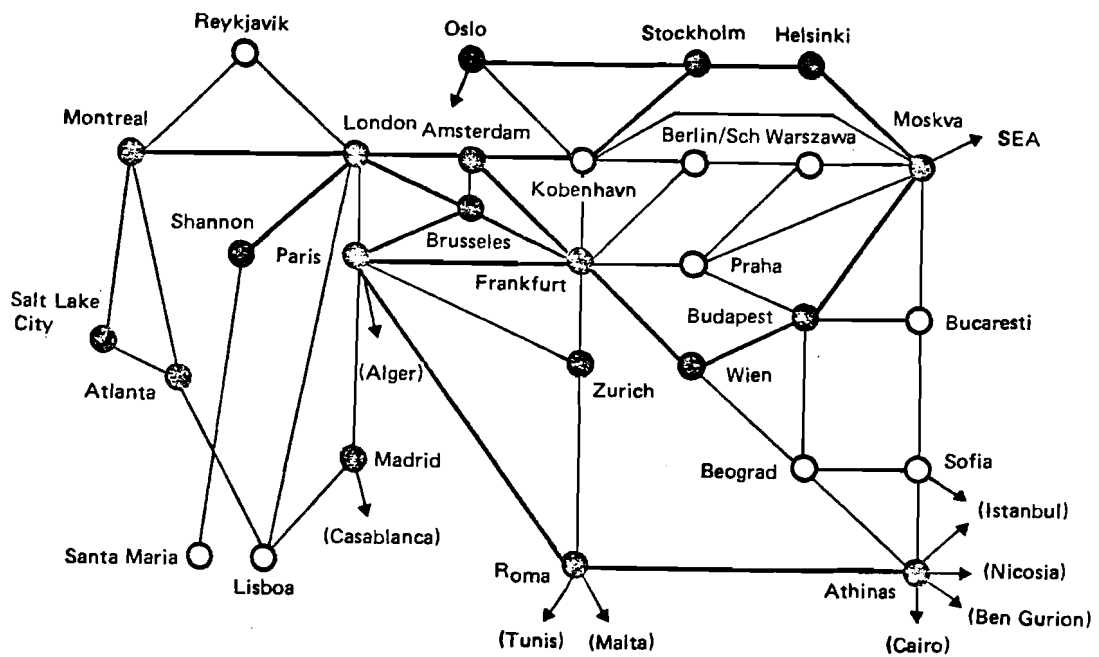 Reykjavik
Oslo
Stockholm
Helsinki
Montreal
London
Amsterdam
Berlin/Sch
Warszawa
Moskva
SEA
Kobenhavn
Shannon
Paris
Brusseles
Frankfurt
Praha
Salt Lake
City
Budapest
Bucaresti
Atlanta
(Alger)
Zurich
Wien
Madrid
Beograd
Sofia
(Istanbul)
(Casablanca)
Santa Maria
Lisboa
Roma
Athinas
(Nicosia)
(Ben Gurion)
(Tunis)
(Malta)
(Cairo)